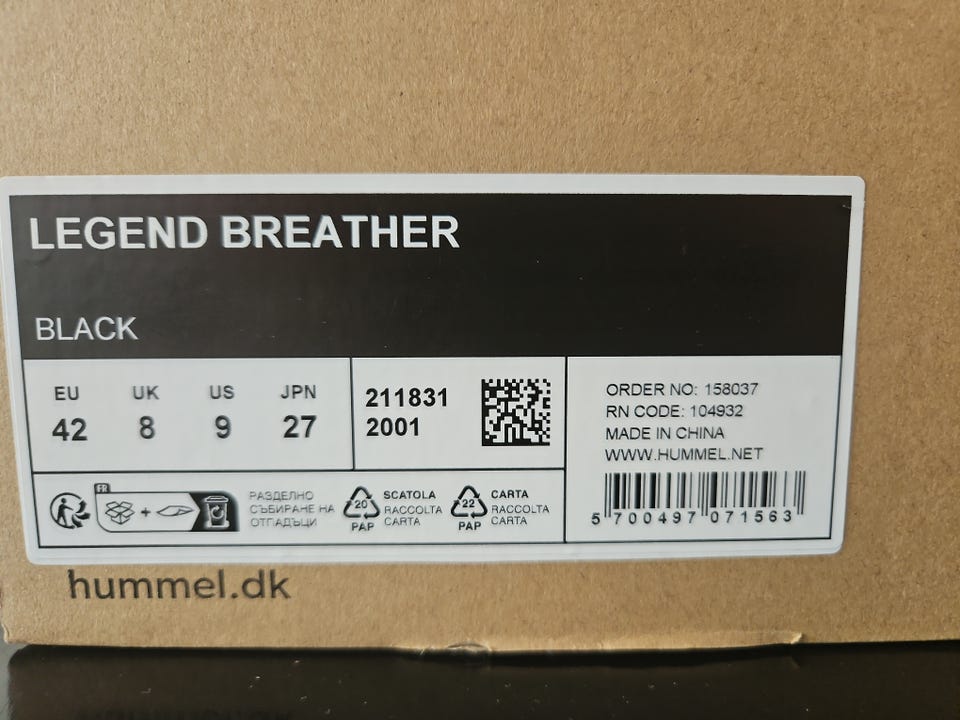 LEGEND BREATHER
BLACK
EU UK US JPN
42 8 9 27
211831
2001
ORDER NO: 158037
RN CODE: 104932
MADE IN CHINA
WWW.HUMMEL.NET
5 700497 071563
FR
+
РАЗДЕЛНО
СЪБИРАНЕ НА
ОТПАДЪЦИ
20
PAP
SCATOLA
RACCOLTA
CARTA
22
PAP
CARTA
RACCOLTA
CARTA
hummel.dk